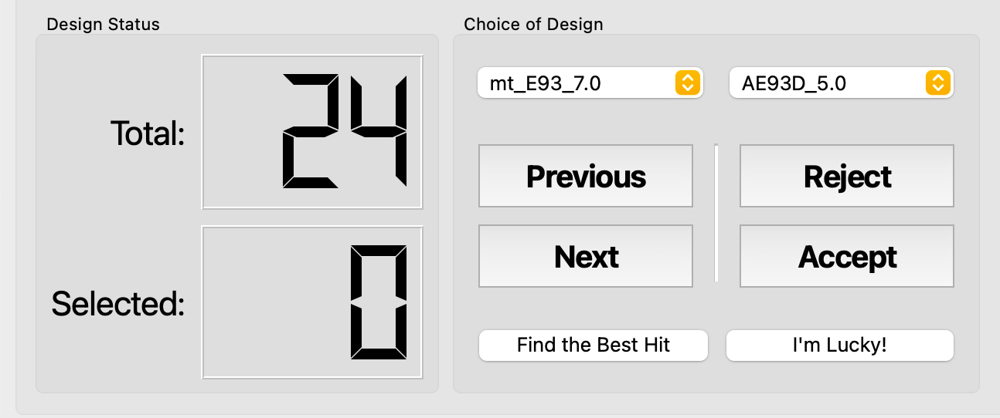 Design Status
Total: 24
Selected: 0
Choice of Design
mt_E93_7.0 AE93D_5.0
Previous Reject
Next Accept
Find the Best Hit I'm Lucky!